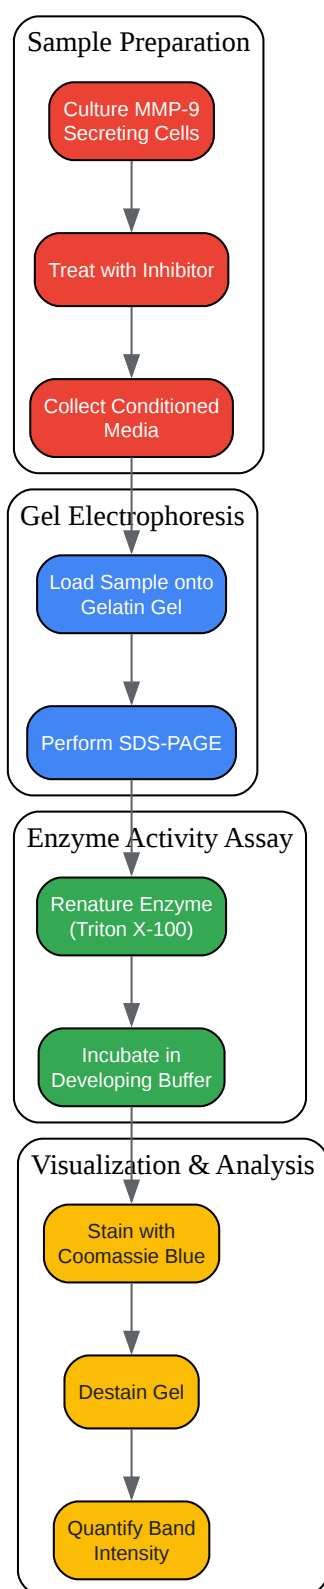 Sample Preparation
Culture MMP-9
Secreting Cells
Treat with Inhibitor
Collect Conditioned
Media
Gel Electrophoresis
Load Sample onto
Gelatin Gel
Perform SDS-PAGE
Enzyme Activity Assay
Renature Enzyme
(Triton X-100)
Incubate in
Developing Buffer
Visualization & Analysis
Stain with
Coomassie Blue
Destain Gel
Quantify Band
Intensity